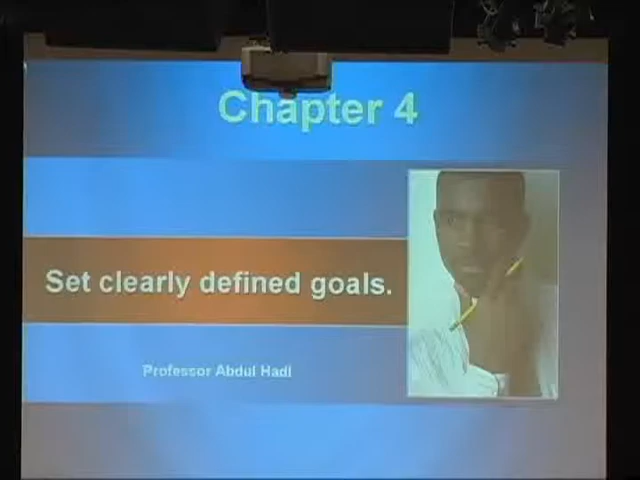 Chapter 4
Set clearly defined goals.
Professor Abdul Hadi